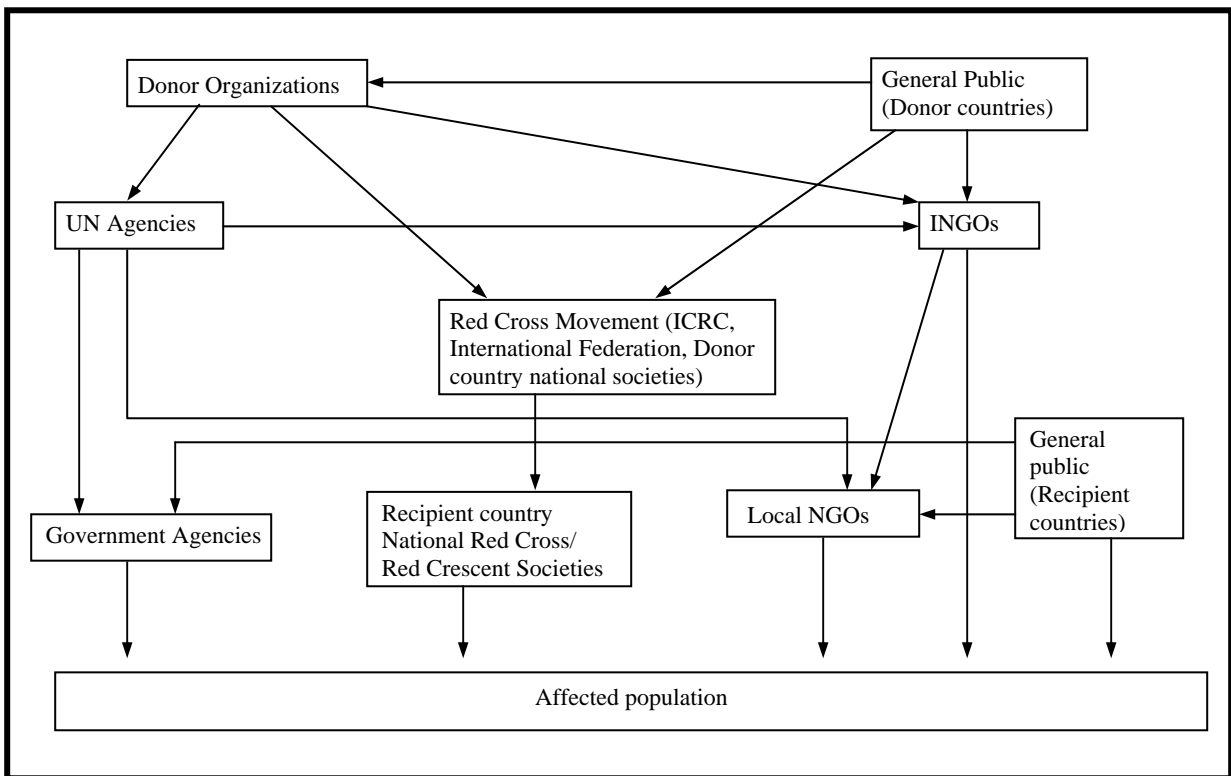 Donor Organizations
General Public
(Donor countries)
UN Agencies
INGOs
Red Cross Movement (ICRC,
International Federation, Donor
country national societies)
General
public
(Recipient
countries)
Government Agencies
Recipient country
National Red Cross/
Red Crescent Societies
Local NGOs
Affected population